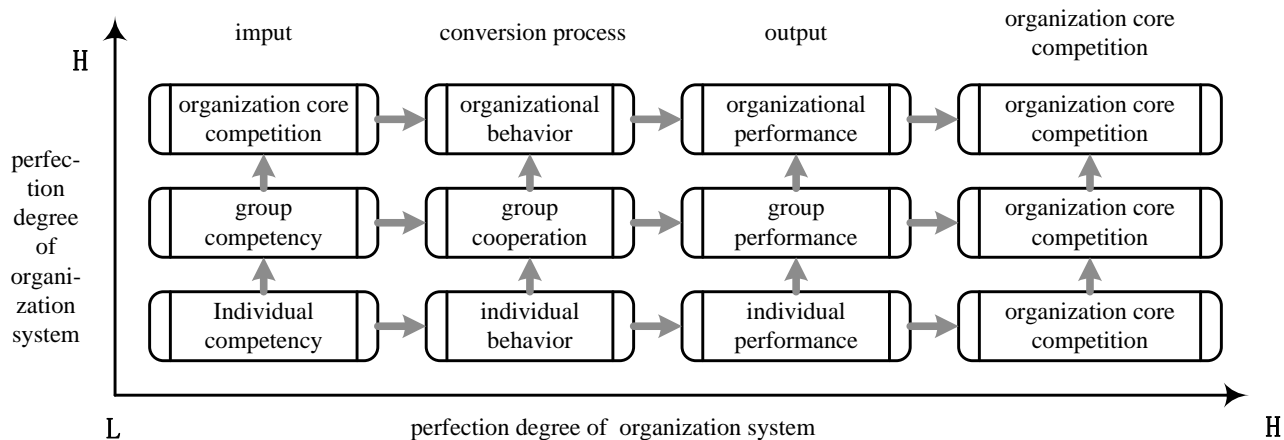 imput
conversion process
output
organization core
competition
H
organization core
competition
organizational
behavior
organizational
performance
organization core
competition
perfec-
tion
degree
of
organi-
zation
system
group
competency
group
cooperation
group
performance
organization core
competition
Individual
competency
individual
behavior
individual
performance
organization core
competition
L
perfection degree of organization system
H